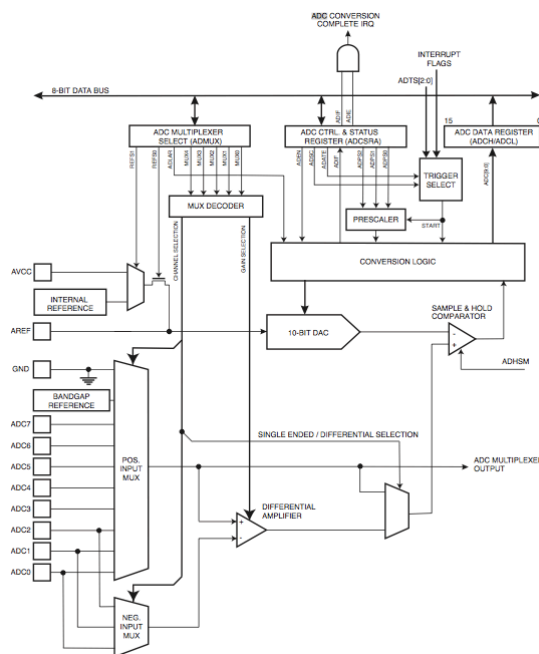 ADC CONVERSION
COMPLETE IRQ
INTERRUPT
FLAGS
ADTS[2:0]
8-BIT DATA BUS
ADIF
ADIE
15
0
ADC MULTIPLEXER
SELECT (ADMUX)
ADC CTRL. & STATUS
REGISTER (ADCSRA)
ADC DATA REGISTER
(ADCH/ADCL)
REFS1
REFS0
ADLAR
MUX4
MUX3
MUX2
MUX1
MUX0
ADEN
ADSC
ADATE
ADIF
ADPS2
ADPS1
ADPS0
ADC[9:0]
TRIGGER
SELECT
MUX DECODER
PRESCALER
START
CHANNEL SELECTION
GAIN SELECTION
CONVERSION LOGIC
AVCC
INTERNAL
REFERENCE
SAMPLE & HOLD
COMPARATOR
AREF
10-BIT DAC
-
+
ADHSM
GND
BANDGAP
REFERENCE
ADC7
SINGLE ENDED / DIFFERENTIAL SELECTION
ADC6
ADC5
POS.
INPUT
MUX
ADC MULTIPLEXER
OUTPUT
ADC4
ADC3
DIFFERENTIAL
AMPLIFIER
ADC2
+
-
ADC1
ADC0
NEG.
INPUT
MUX